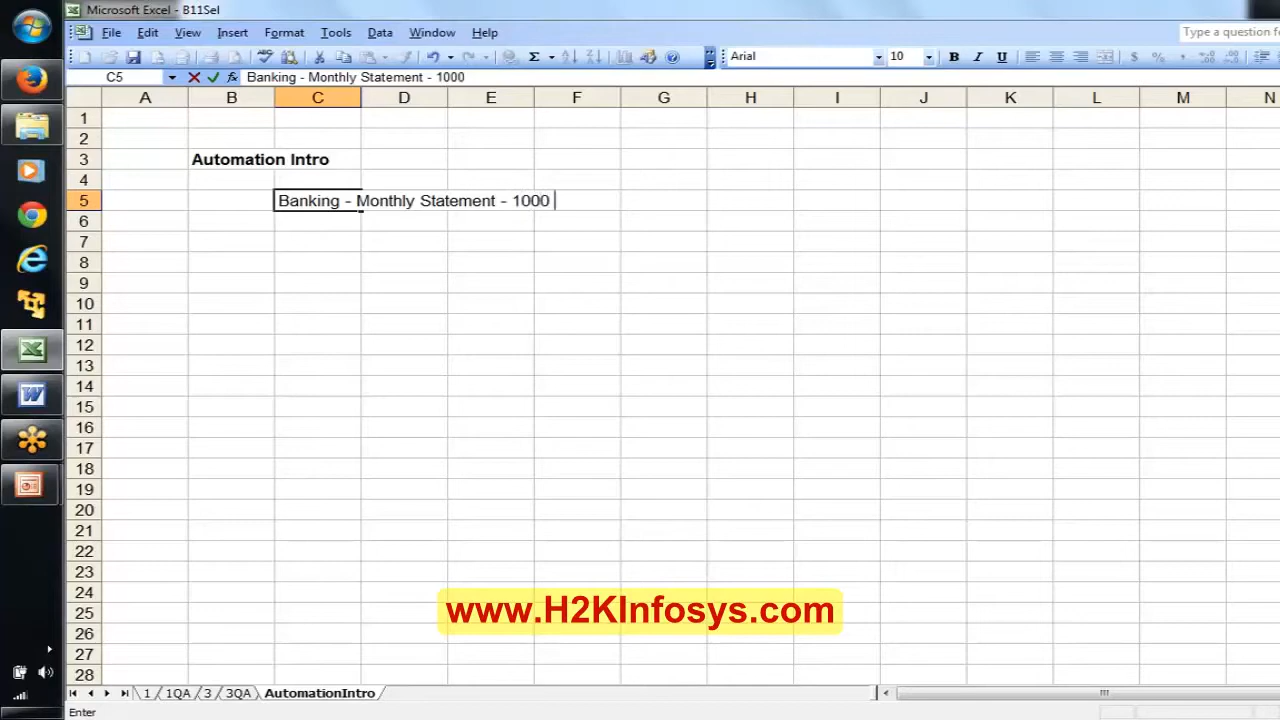 Microsoft Excel - B11Sel
File Edit View Insert Format Tools Data Window Help
Type a question fo
Arial 10 B I U $ %
C5 fx Banking - Monthly Statement - 1000
A B C D E F G H I J K L M N
1
2
3 Automation Intro
4
5 Banking - Monthly Statement - 1000
6
7
8
9
10
11
12
13
14
15
16
17
18
19
20
21
22
23
24
25
26
27
28
www.H2KInfosys.com
1 1QA 3 3QA AutomationIntro
Enter